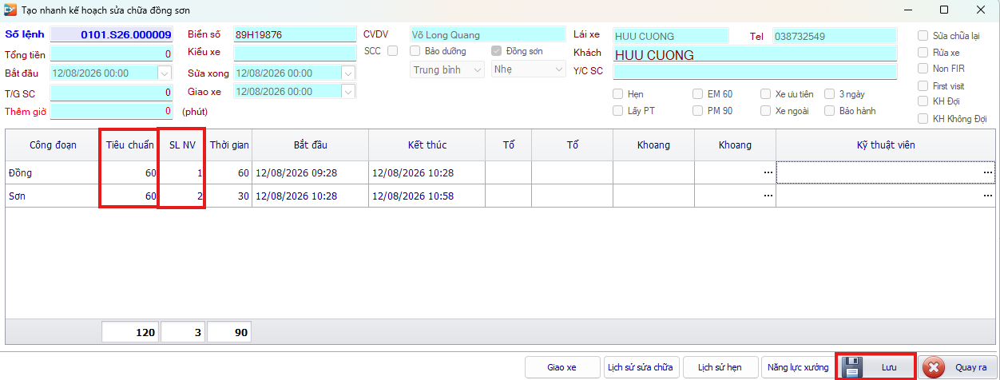 Tạo nhanh kế hoạch sửa chữa đồng sơn
Số lệnh 0101.S26.000009 Biển số 89H19876 CVDV Võ Long Quang Lái xe HUU CUONG Tel 038732549 Sửa chữa lại
Tổng tiền 0 Kiểu xe SCC Bảo dưỡng Đồng sơn Khách HUU CUONG Rửa xe
Bắt đầu 12/08/2026 00:00 Sửa xong 12/08/2026 00:00 Trung bình Nhẹ Y/C SC Non FIR
T/G SC 0 Giao xe 12/08/2026 00:00 Hẹn EM 60 Xe ưu tiên 3 ngày First visit
KH Đợi
Thêm giờ 0 (phút) Lấy PT PM 90 Xe ngoài Bảo hành KH Không Đợi
Công đoạn Tiêu chuẩn SL NV Thời gian Bắt đầu Kết thúc Tổ Tổ Khoang Khoang Kỹ thuật viên
Đồng 60 1 60 12/08/2026 09:28 12/08/2026 10:28 ... ...
Sơn 60 2 30 12/08/2026 10:28 12/08/2026 10:58 ... ...
120 3 90
Giao xe Lịch sử sửa chữa Lịch sử hẹn Năng lực xưởng Lưu Quay ra